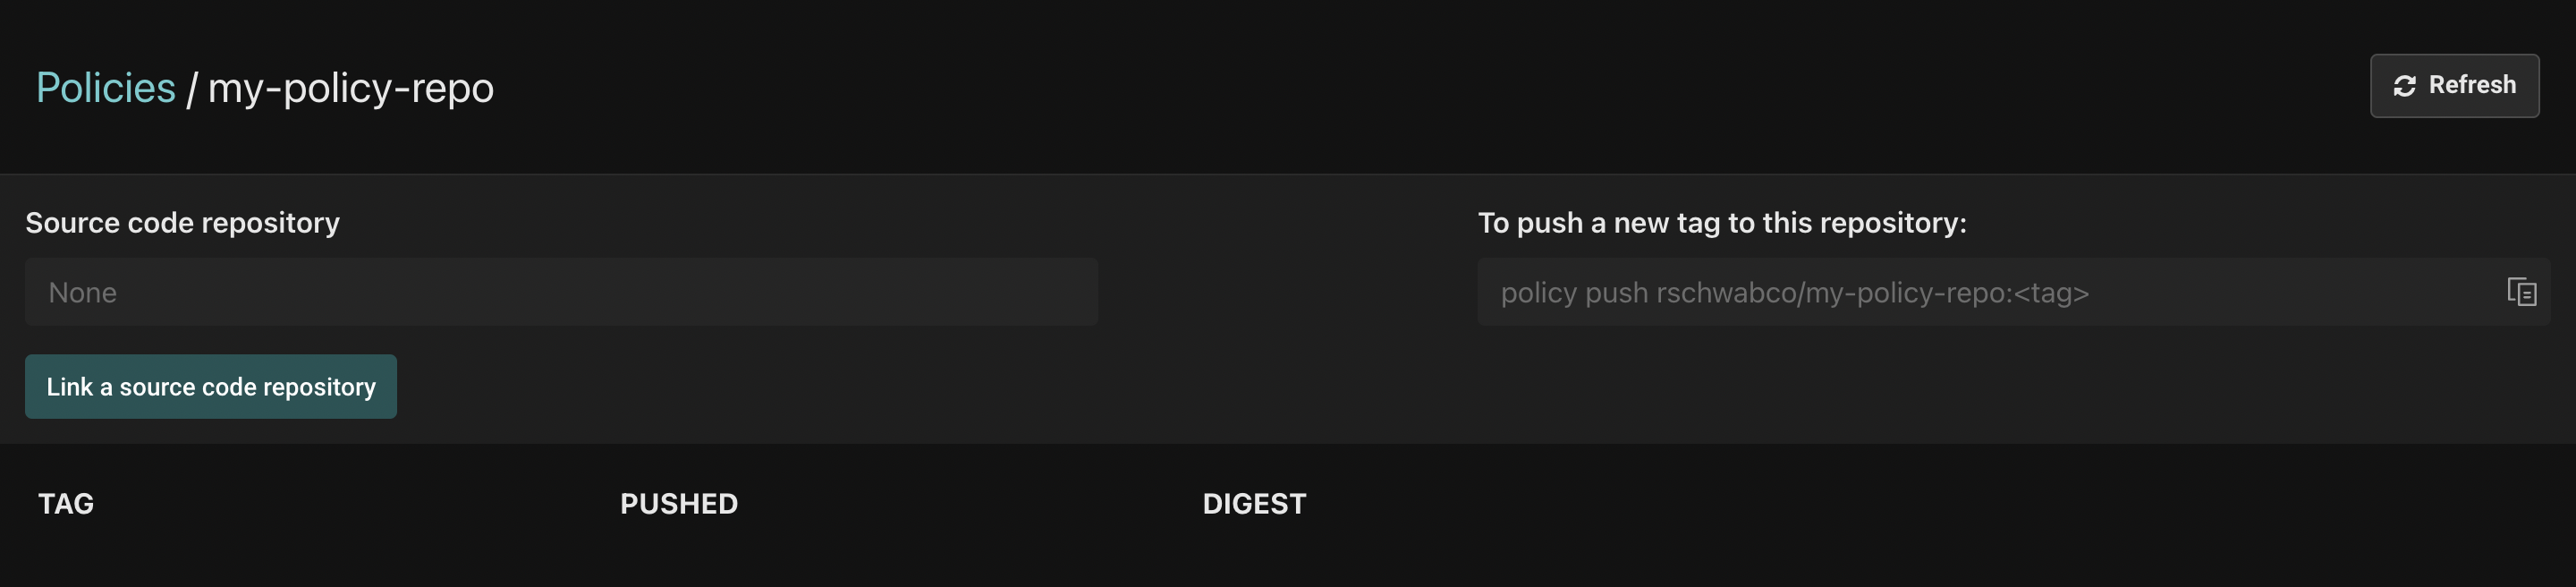 Policies / my-policy-repo
Refresh
Source code repository
None
Link a source code repository
To push a new tag to this repository:
policy push rschwabco/my-policy-repo:<tag>
TAG PUSHED DIGEST